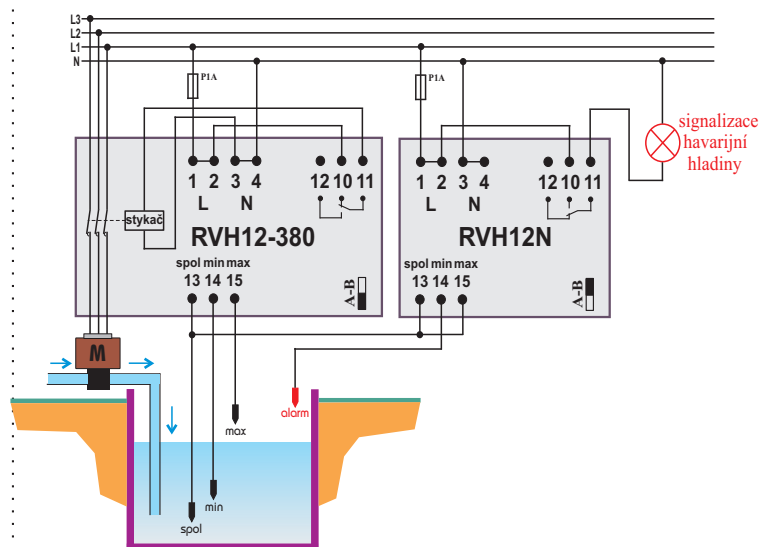 L3
L2
L1
N
P1A
P1A
signalizace
havarijní
hladiny
1 2 3 4 12 10 11
L N
stykač
RVH12-380
spol min max
13 14 15
A-B
1 2 3 4 12 10 11
L N
RVH12N
spol min max
13 14 15
A-B
M
alarm
max
min
spol